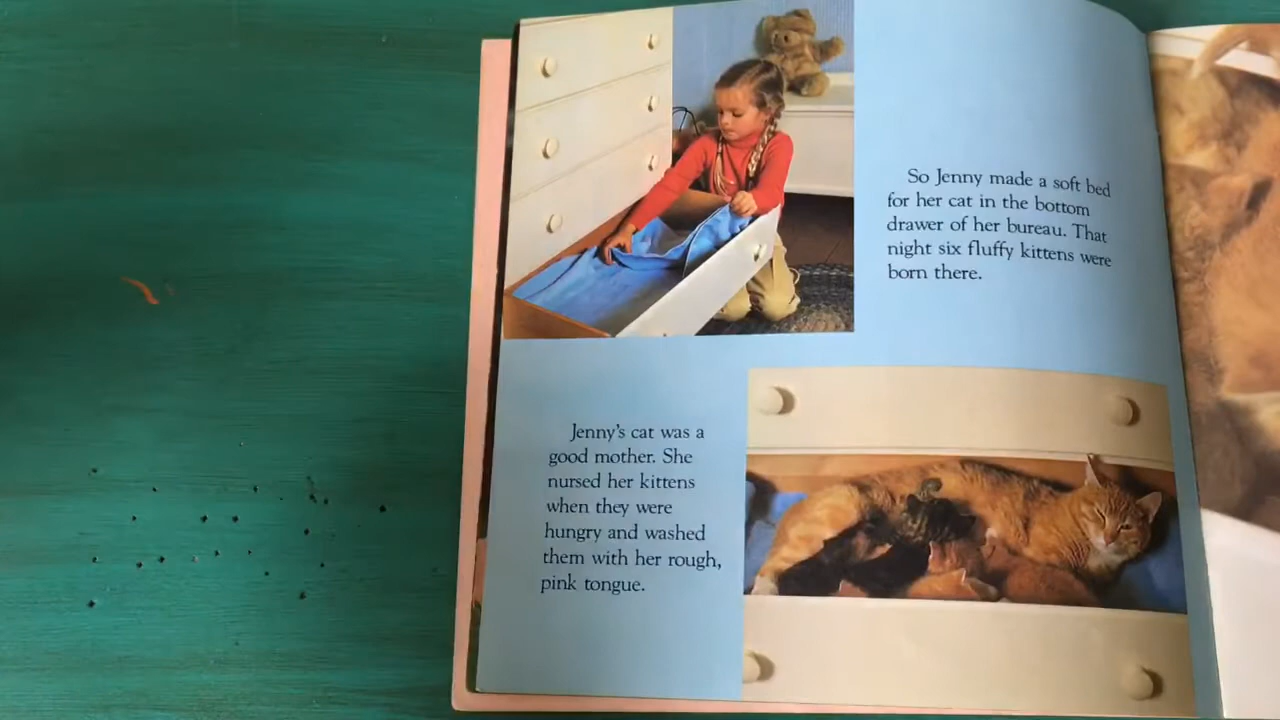 So Jenny made a soft bed
for her cat in the bottom
drawer of her bureau. That
night six fluffy kittens were
born there.
Jenny's cat was a
good mother. She
nursed her kittens
when they were
hungry and washed
them with her rough,
pink tongue.